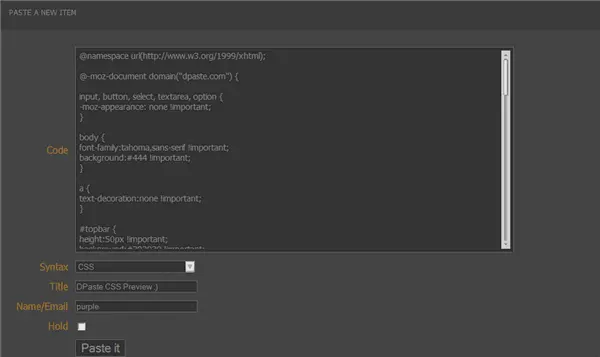 PASTE A NEW ITEM
@namespace url(http://www.w3.org/1999/xhtml);
@-moz-document domain("dpaste.com") {
input, button, select, textarea, option {
-moz-appearance: none !important;
}
body {
font-family:tahoma,sans-serif !important;
background:#444 !important;
}
a {
text-decoration:none !important;
}
#topbar {
height:50px !important;
Code
Syntax CSS
Title DPaste CSS Preview :)
Name/Email purple
Hold
Paste it